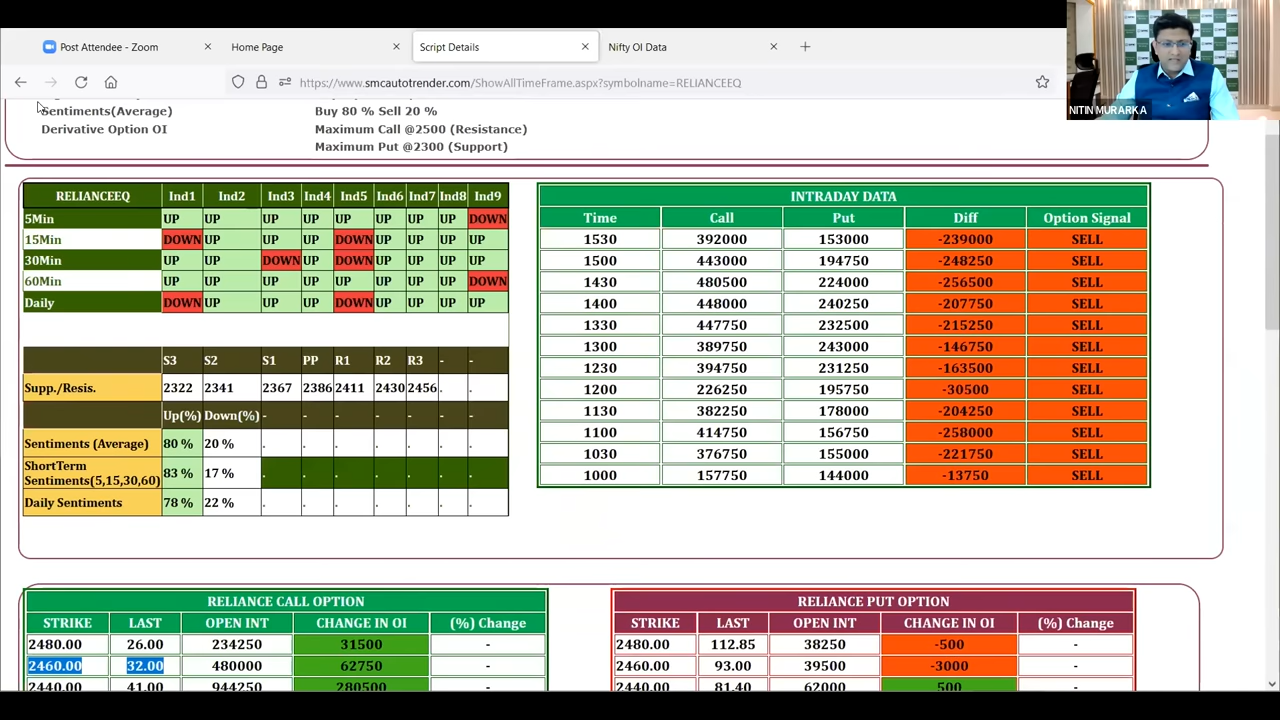 Post Attendee - Zoom × Home Page × Script Details × Nifty OI Data × +
https://www.smcautotrender.com/ShowAllTimeFrame.aspx?symbolname=RELIANCEEQ
NITIN MURARKA
Sentiments(Average) Buy 80 % Sell 20 %
Derivative Option OI Maximum Call @2500 (Resistance)
Maximum Put @2300 (Support)
RELIANCEEQ Ind1 Ind2 Ind3 Ind4 Ind5 Ind6 Ind7 Ind8 Ind9
5Min UP UP UP UP UP UP UP UP DOWN
15Min DOWN UP UP UP DOWN UP UP UP UP
30Min UP UP DOWN UP DOWN UP UP UP UP
60Min UP UP UP UP UP UP UP UP DOWN
Daily DOWN UP UP UP DOWN UP UP UP UP
S3 S2 S1 PP R1 R2 R3 - -
Supp./Resis. 2322 2341 2367 2386 2411 2430 2456 . .
Up(%) Down(%) - - - - - - -
Sentiments (Average) 80 % 20 % . . . . . . .
ShortTerm
Sentiments(5,15,30,60) 83 % 17 % . . . . . . .
Daily Sentiments 78 % 22 % . . . . . . .
INTRADAY DATA
Time Call Put Diff Option Signal
1530 392000 153000 -239000 SELL
1500 443000 194750 -248250 SELL
1430 480500 224000 -256500 SELL
1400 448000 240250 -207750 SELL
1330 447750 232500 -215250 SELL
1300 389750 243000 -146750 SELL
1230 394750 231250 -163500 SELL
1200 226250 195750 -30500 SELL
1130 382250 178000 -204250 SELL
1100 414750 156750 -258000 SELL
1030 376750 155000 -221750 SELL
1000 157750 144000 -13750 SELL
RELIANCE CALL OPTION
STRIKE LAST OPEN INT CHANGE IN OI (%) Change
2480.00 26.00 234250 31500 -
2460.00 32.00 480000 62750 -
2440.00 41.00 944250 280500 -
RELIANCE PUT OPTION
STRIKE LAST OPEN INT CHANGE IN OI (%) Change
2480.00 112.85 38250 -500 -
2460.00 93.00 39500 -3000 -
2440.00 81.40 62000 500 -